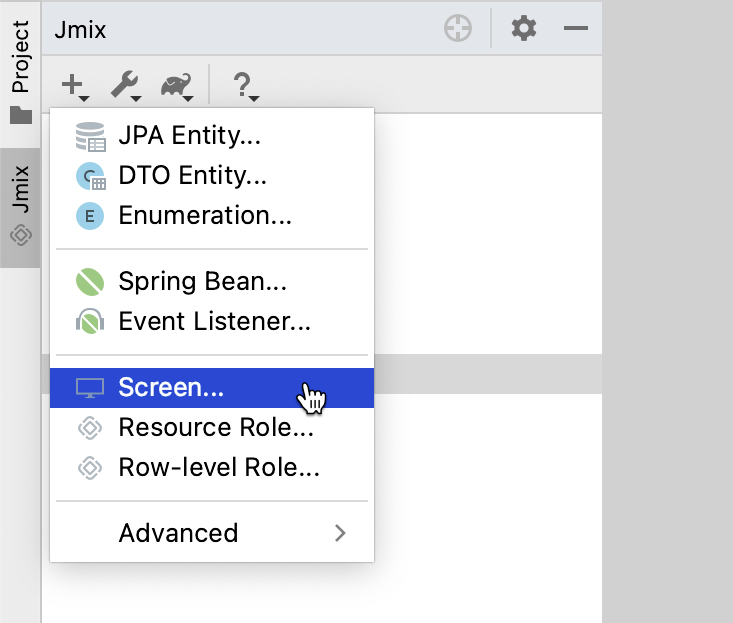 Project
Jmix
Jmix
?
JPA Entity...
DTO Entity...
C
Enumeration...
E
Spring Bean...
Event Listener...
Screen...
Resource Role...
Row-level Role...
Advanced